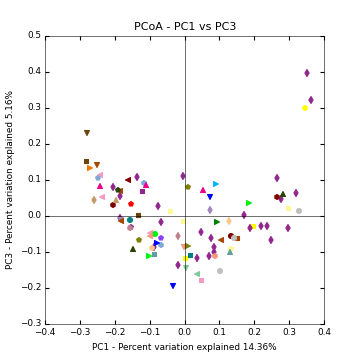 PCoA - PC1 vs PC3
0.5
0.4
0.3
0.2
0.1
0.0
−0.1
−0.2
−0.3
−0.4 −0.3 −0.2 −0.1 0.0 0.1 0.2 0.3 0.4
PC3 - Percent variation explained 5.16%
PC1 - Percent variation explained 14.36%